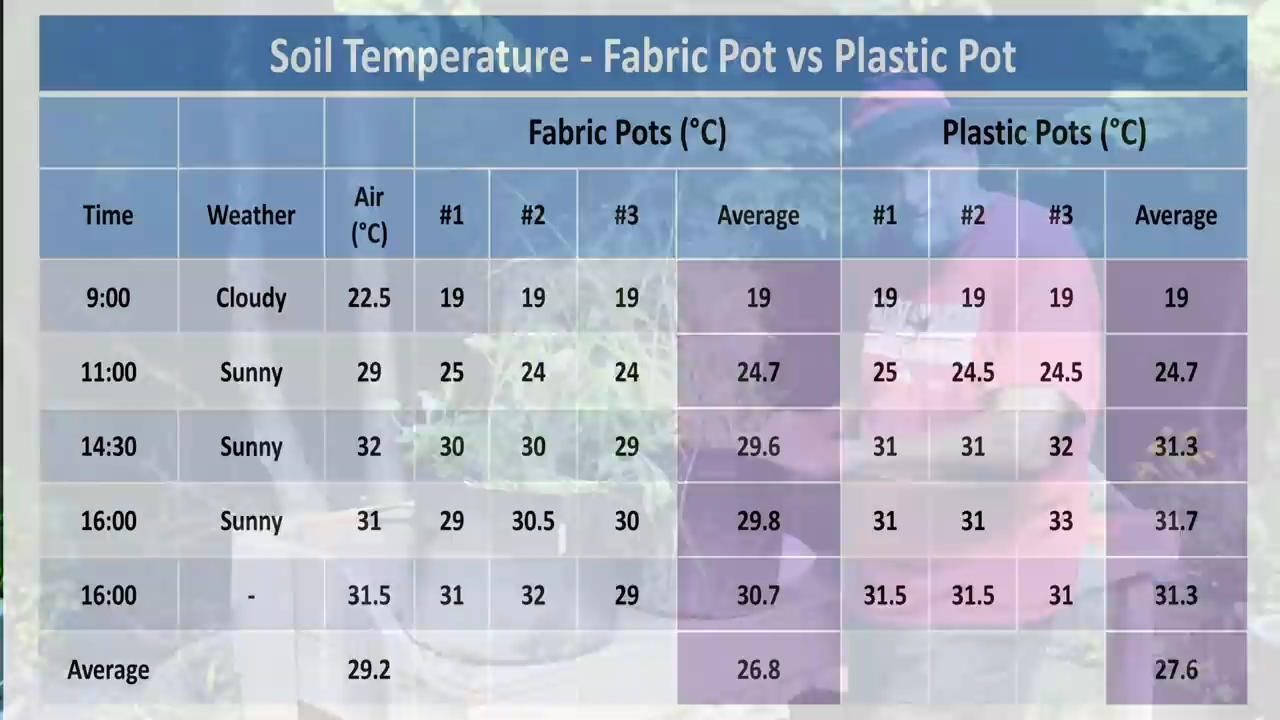 Soil Temperature - Fabric Pot vs Plastic Pot
Fabric Pots (°C) Plastic Pots (°C)
Time Weather Air (°C) #1 #2 #3 Average #1 #2 #3 Average
9:00 Cloudy 22.5 19 19 19 19 19 19 19 19
11:00 Sunny 29 25 24 24 24.7 25 24.5 24.5 24.7
14:30 Sunny 32 30 30 29 29.6 31 31 32 31.3
16:00 Sunny 31 29 30.5 30 29.8 31 31 33 31.7
16:00 - 31.5 31 32 29 30.7 31.5 31.5 31 31.3
Average 29.2 26.8 27.6